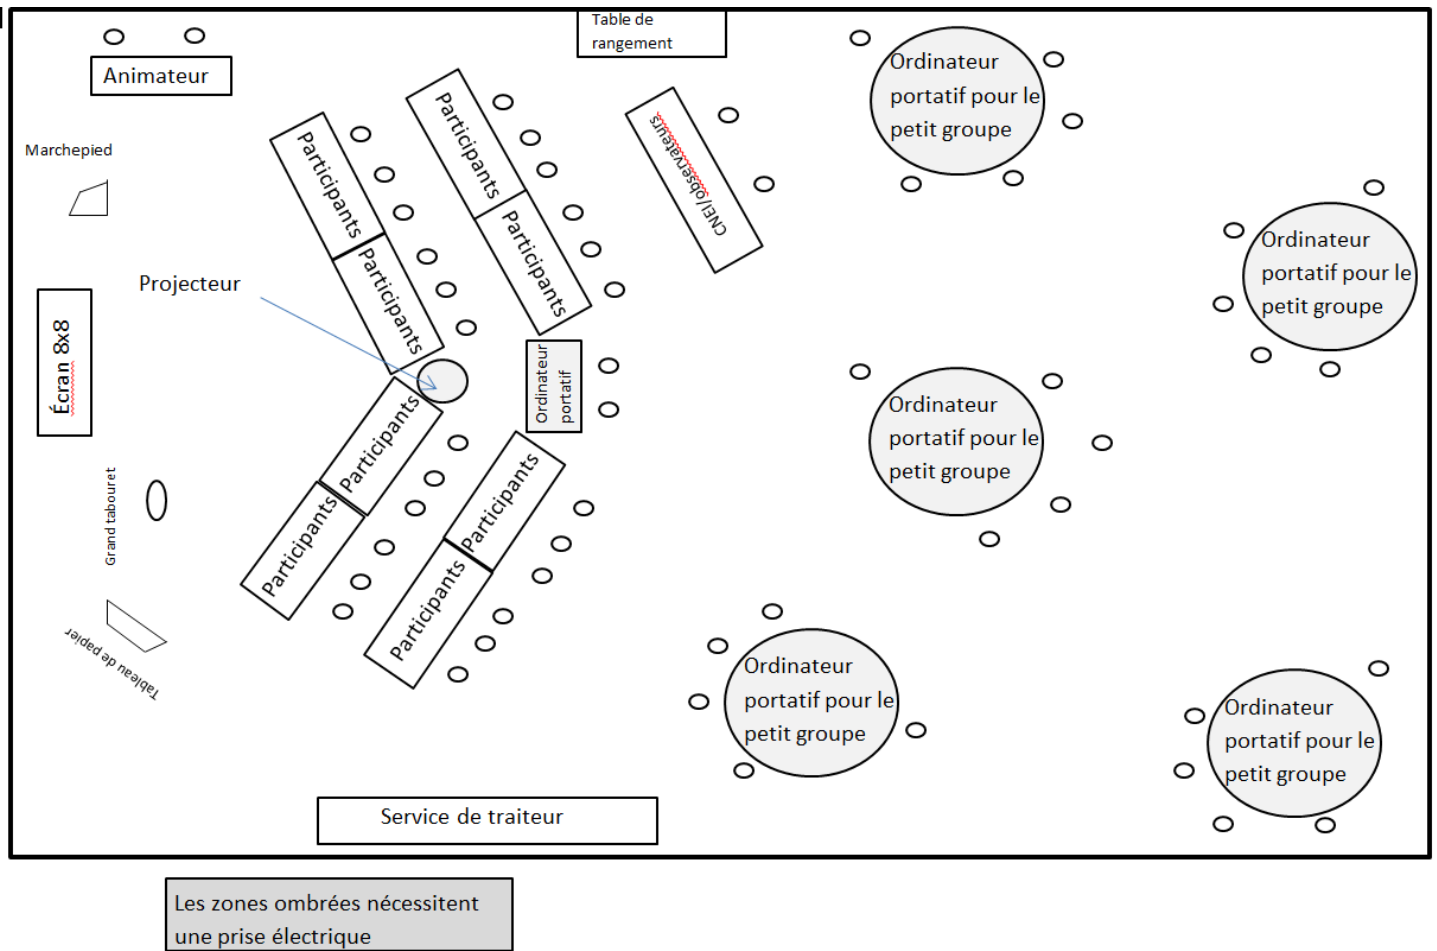 Table de
rangement
Animateur
Ordinateur
portatif pour le
petit groupe
Marchepied
Participants
Participants
Participants
Participants
CNEI/observateurs
Ordinateur
portatif pour le
petit groupe
Projecteur
Écran 8x8
Ordinateur
portatif
Participants
Participants
Participants
Participants
Ordinateur
portatif pour le
petit groupe
Grand tabouret
Tableau de papier
Ordinateur
portatif pour le
petit groupe
Ordinateur
portatif pour le
petit groupe
Service de traiteur
Les zones ombrées nécessitent
une prise électrique